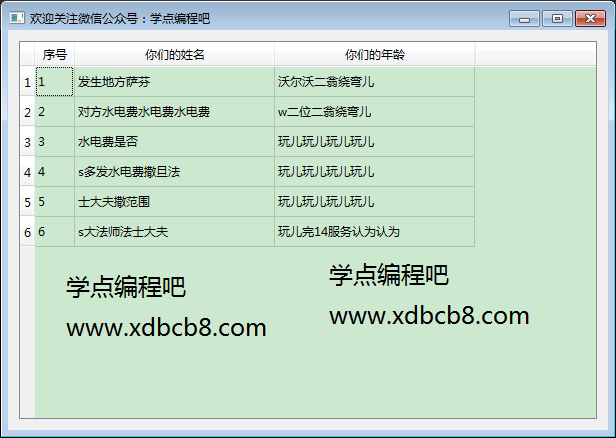 欢迎关注微信公众号：学点编程吧
序号 你们的姓名 你们的年龄
1 1 发生地方萨芬 沃尔沃二翁绕弯儿
2 2 对方水电费水电费水电费 w二位二翁绕弯儿
3 3 水电费是否 玩儿玩儿玩儿玩儿
4 4 s多发水电费撒旦法 玩儿玩儿玩儿玩儿
5 5 士大夫撒范围 玩儿玩儿玩儿玩儿
6 6 s大法师法士大夫 玩儿完14服务认为认为
学点编程吧 学点编程吧
www.xdbcb8.com www.xdbcb8.com